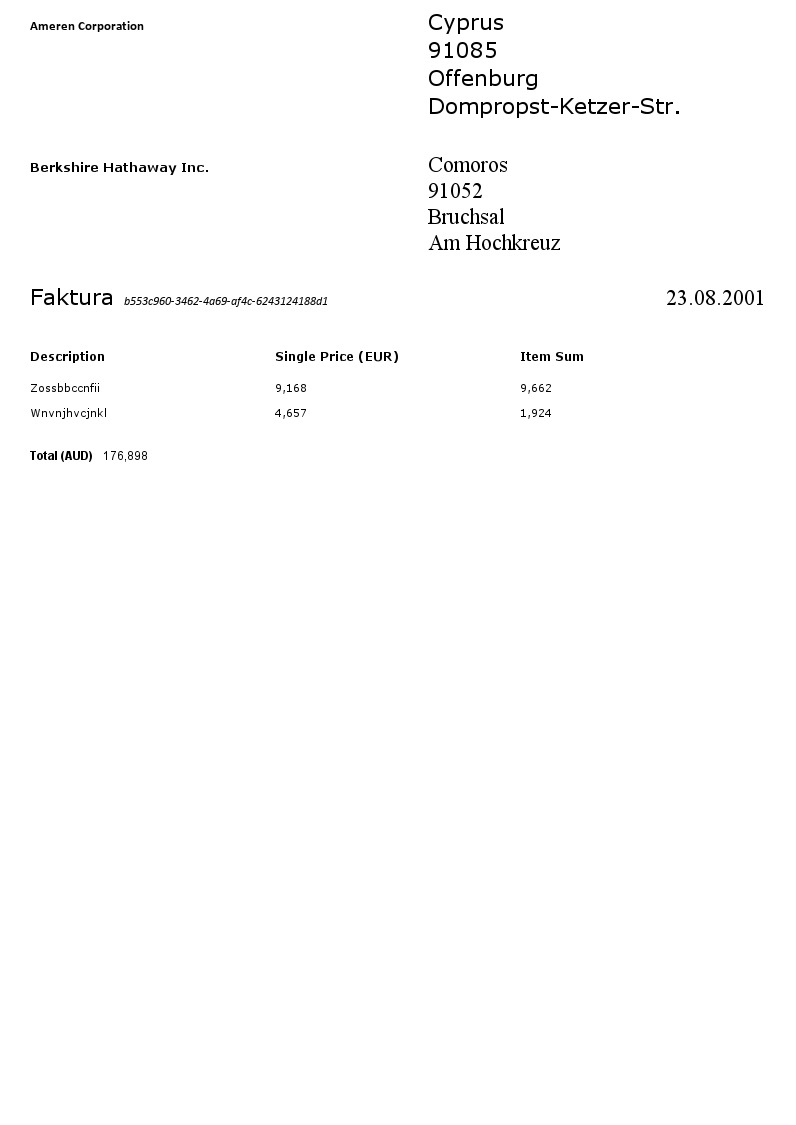 Ameren Corporation
Cyprus
91085
Offenburg
Dompropst-Ketzer-Str.
Berkshire Hathaway Inc.
Comoros
91052
Bruchsal
Am Hochkreuz
Faktura b553c960-3462-4a69-af4c-6243124188d1 23.08.2001
Description Single Price (EUR) Item Sum
Zossbbccnfii 9,168 9,662
Wnvnjhvcjnkl 4,657 1,924
Total (AUD) 176,898